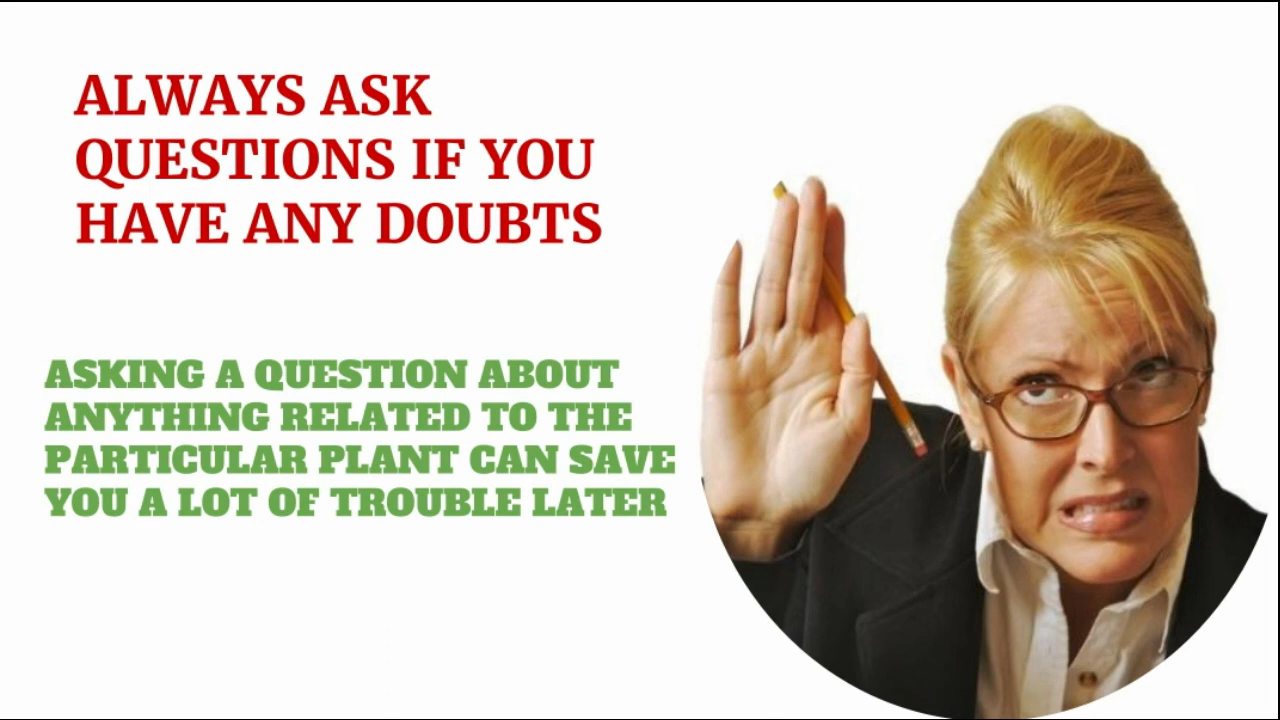 ALWAYS ASK
QUESTIONS IF YOU
HAVE ANY DOUBTS
ASKING A QUESTION ABOUT
ANYTHING RELATED TO THE
PARTICULAR PLANT CAN SAVE
YOU A LOT OF TROUBLE LATER